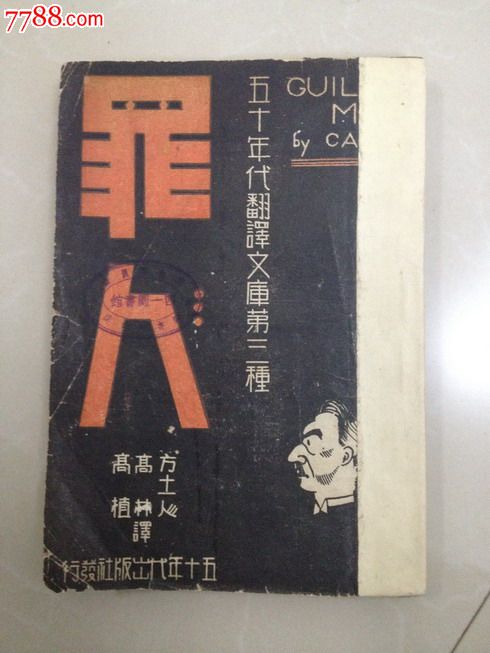 7788.com
罪人
GUIL
M
by CA
五十年代翻譯文庫第三種
方土人
高林譯
高植
五十年代出版社發行